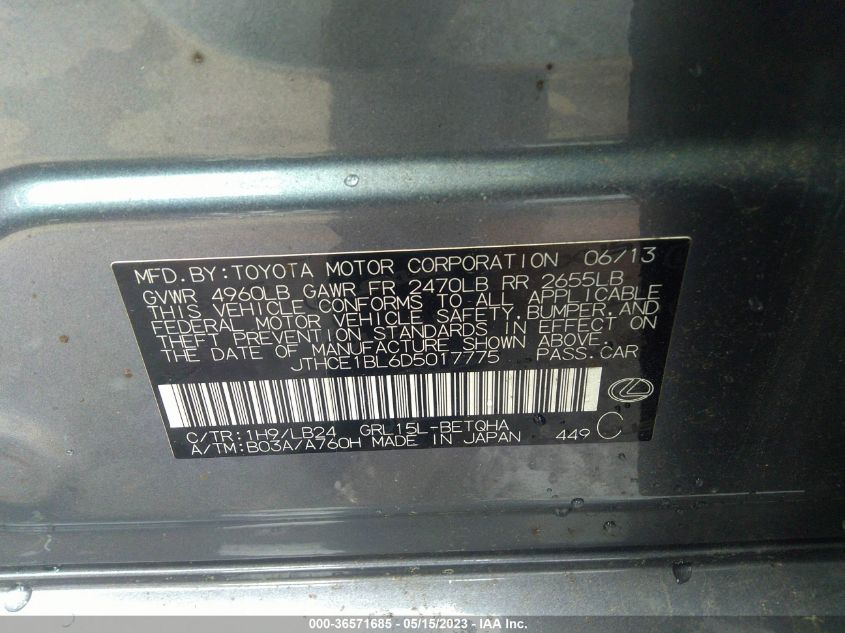 MFD.BY:TOYOTA MOTOR CORPORATION 06/13
GVWR 4960LB GAWR FR 2470LB RR 2655LB
THIS VEHICLE CONFORMS TO ALL APPLICABLE
FEDERAL MOTOR VEHICLE SAFETY,BUMPER,AND
THEFT PREVENTION STANDARDS IN EFFECT ON
THE DATE OF MANUFACTURE SHOWN ABOVE.
JTHCE1BL6D5017775 PASS.CAR
C/TR:1H9/LB24 GRL15L-BETQHA
A/TM:B03A/A760H MADE IN JAPAN 449 C
000-36571685 - 05/15/2023 - © IAA Inc.